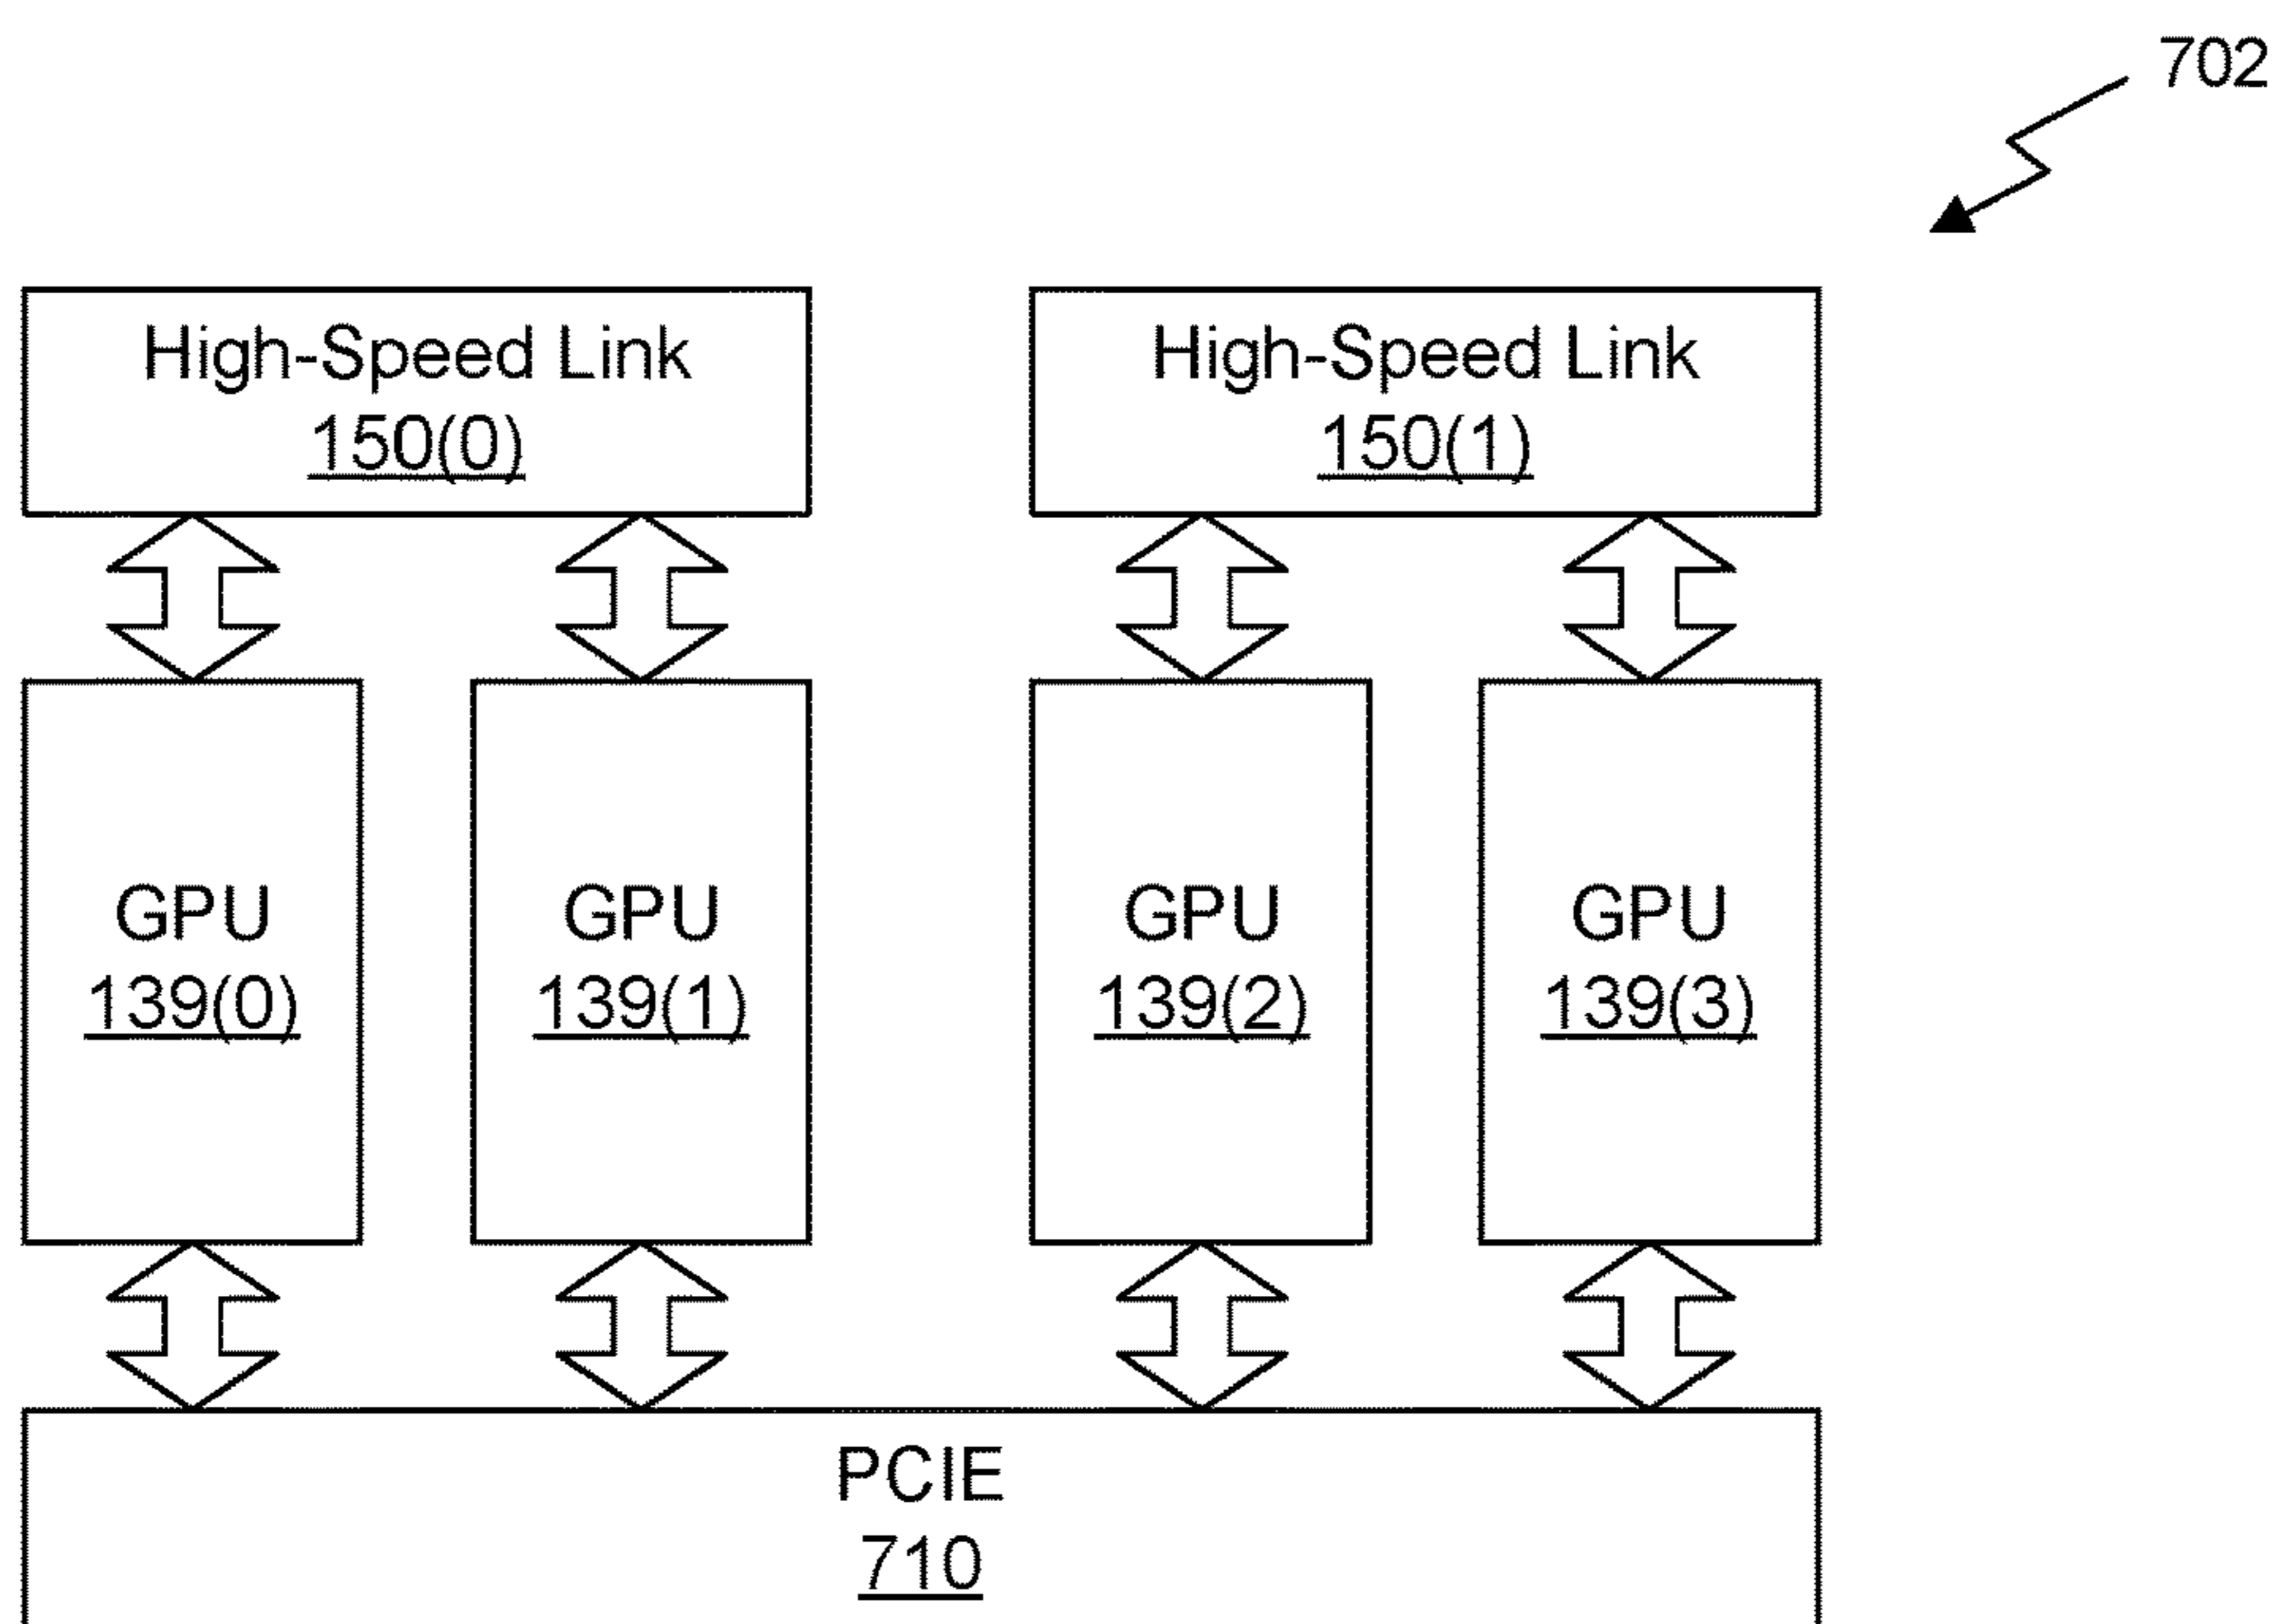 702
High-Speed Link
150(0)
High-Speed Link
150(1)
GPU
139(0)
GPU
139(1)
GPU
139(2)
GPU
139(3)
PCIE
710